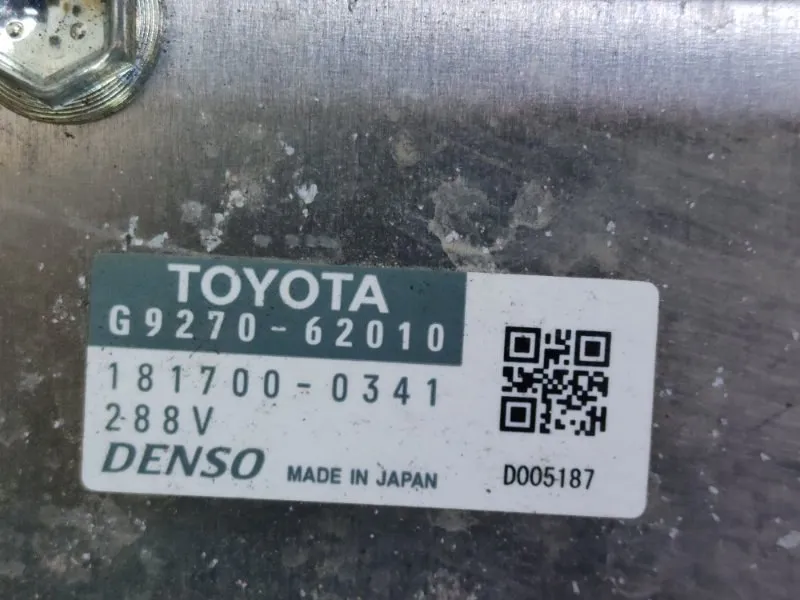 TOYOTA
G9270-62010
181700-0341
288V
DENSO MADE IN JAPAN
D005187